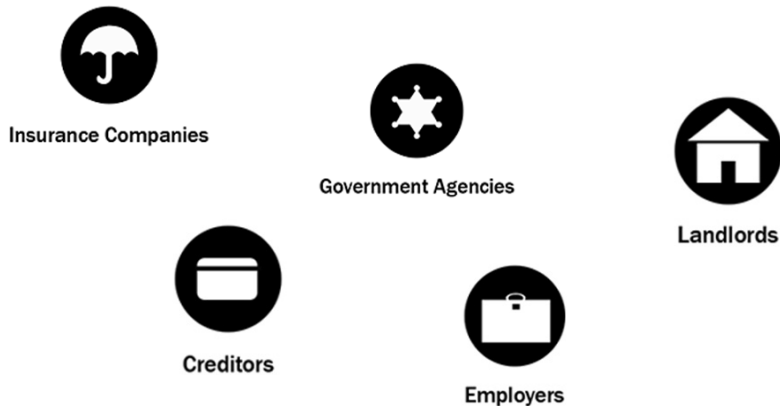 Insurance Companies
Government Agencies
Landlords
Creditors
Employers